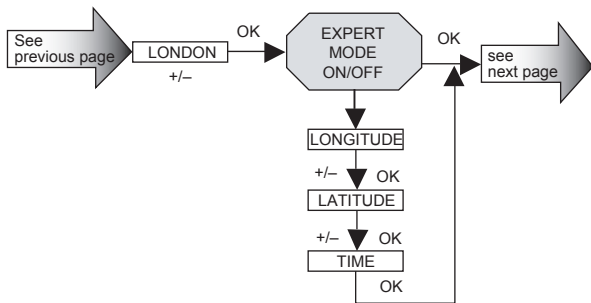 See
previous page
LONDON
+/–
OK
EXPERT
MODE
ON/OFF
OK
see
next page
LONGITUDE
+/– OK
LATITUDE
+/– OK
TIME
OK